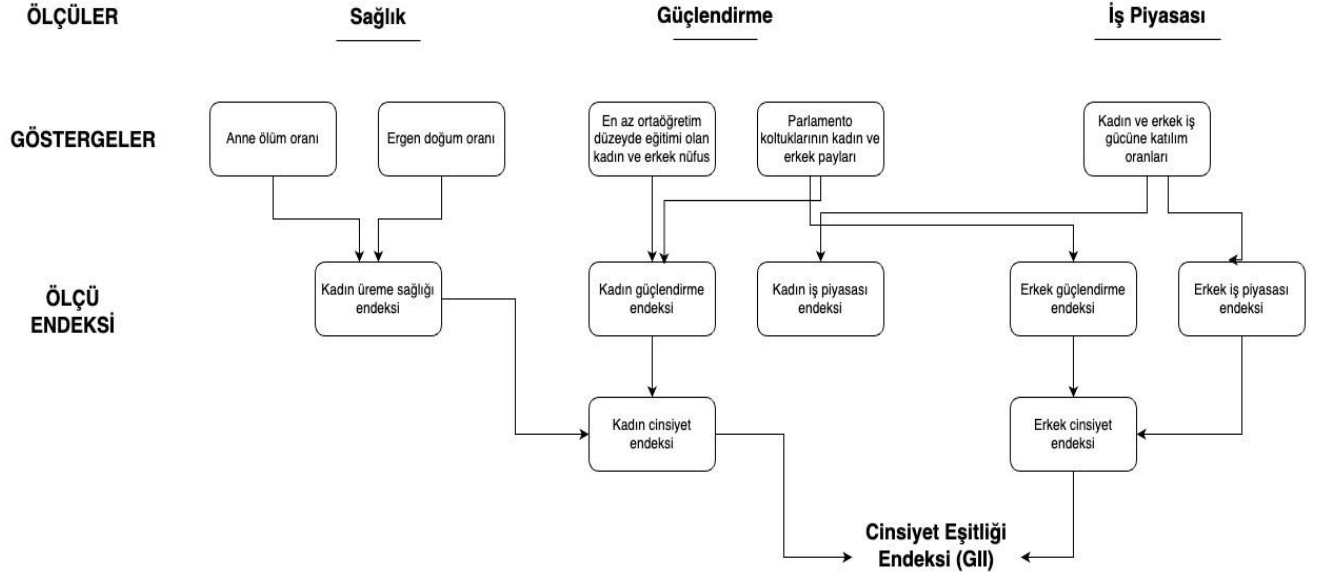 ÖLÇÜLER
Sağlık
Güçlendirme
İş Piyasası
GÖSTERGELER
Anne ölüm oranı
Ergen doğum oranı
En az ortaöğretim
düzeyde eğitimi olan
kadın ve erkek nüfus
Parlamento
koltuklarının kadın ve
erkek payları
Kadın ve erkek iş
gücüne katılım
oranları
ÖLÇÜ
ENDEKSİ
Kadın üreme sağlığı
endeksi
Kadın güçlendirme
endeksi
Kadın iş piyasası
endeksi
Erkek güçlendirme
endeksi
Erkek iş piyasası
endeksi
Kadın cinsiyet
endeksi
Erkek cinsiyet
endeksi
Cinsiyet Eşitliği
Endeksi (GII)